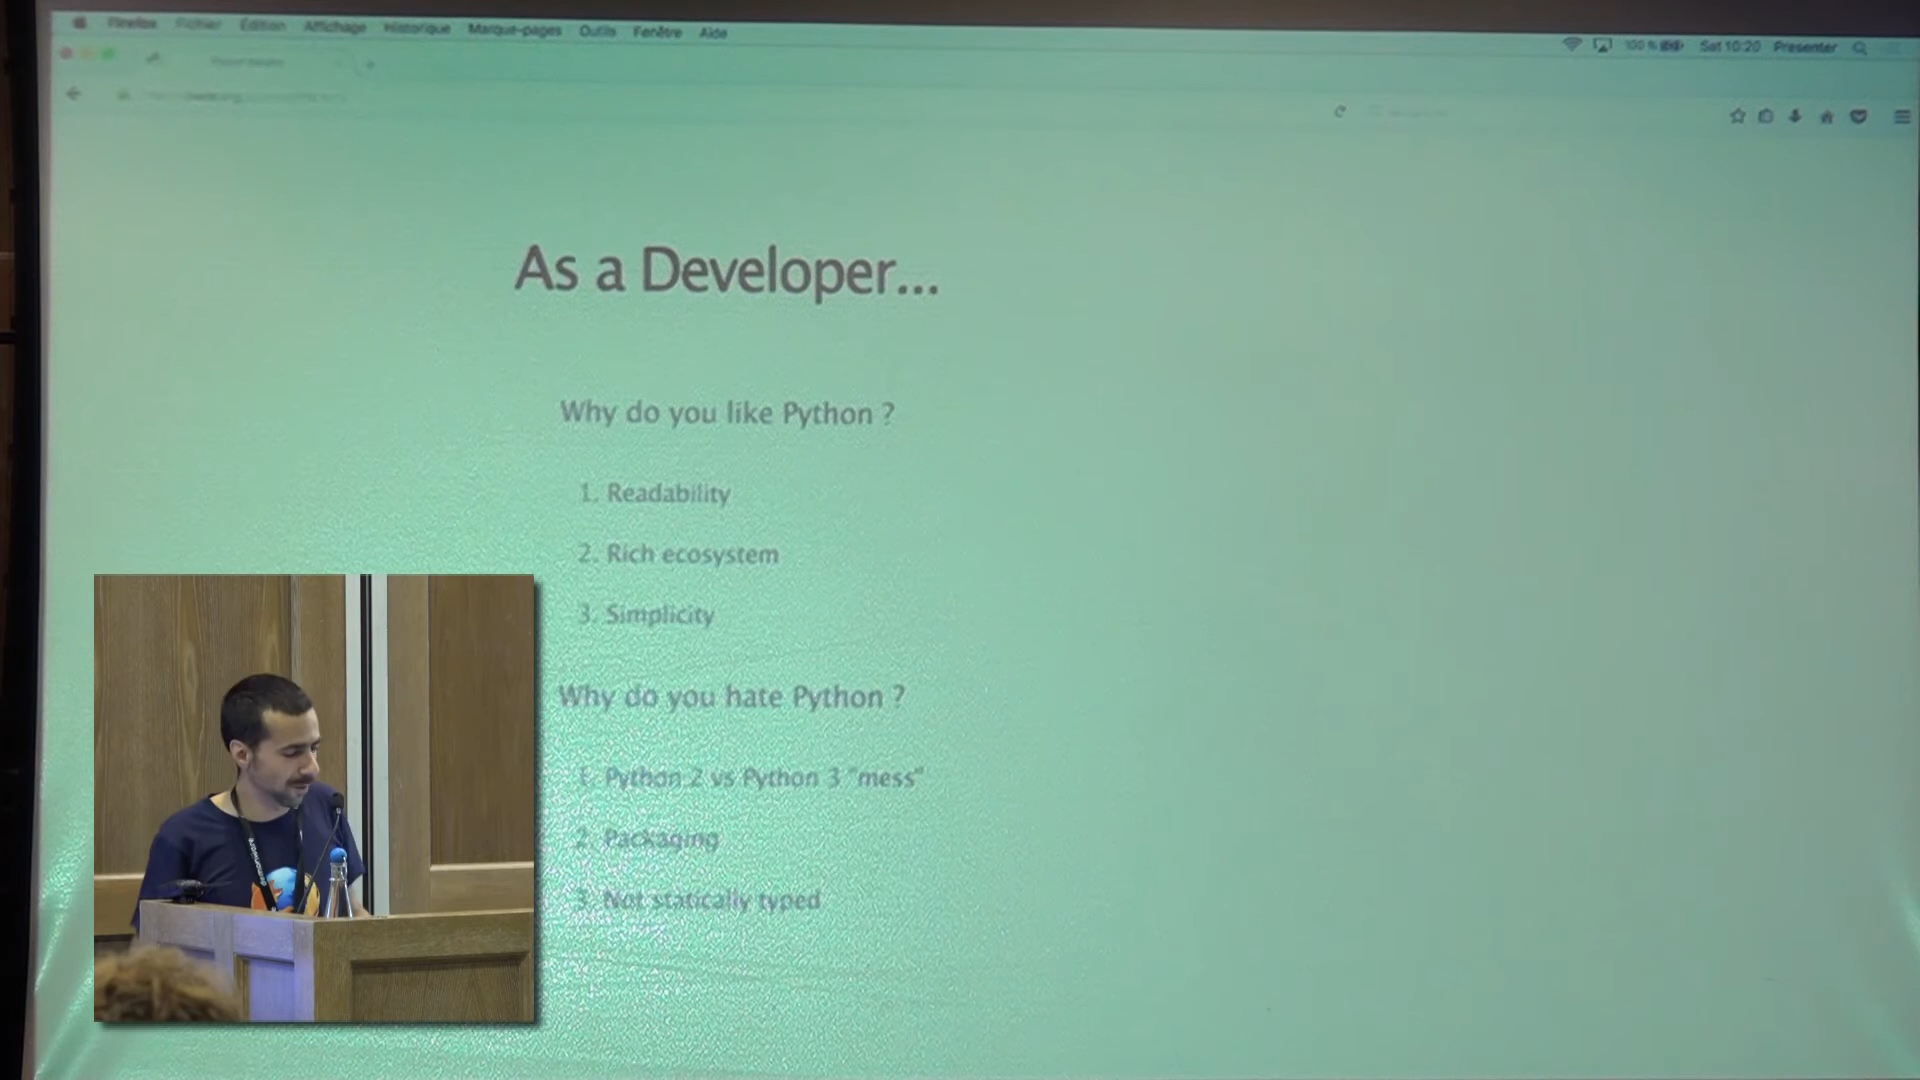 Firefox Fichier Édition Affichage Historique Marque-pages Outils Fenêtre Aide
100 % Sat 10:20 Presenter
As a Developer...
Why do you like Python ?
1. Readability
2. Rich ecosystem
3. Simplicity
Why do you hate Python ?
1. Python 2 vs Python 3 "mess"
2. Packaging
3. Not statically typed